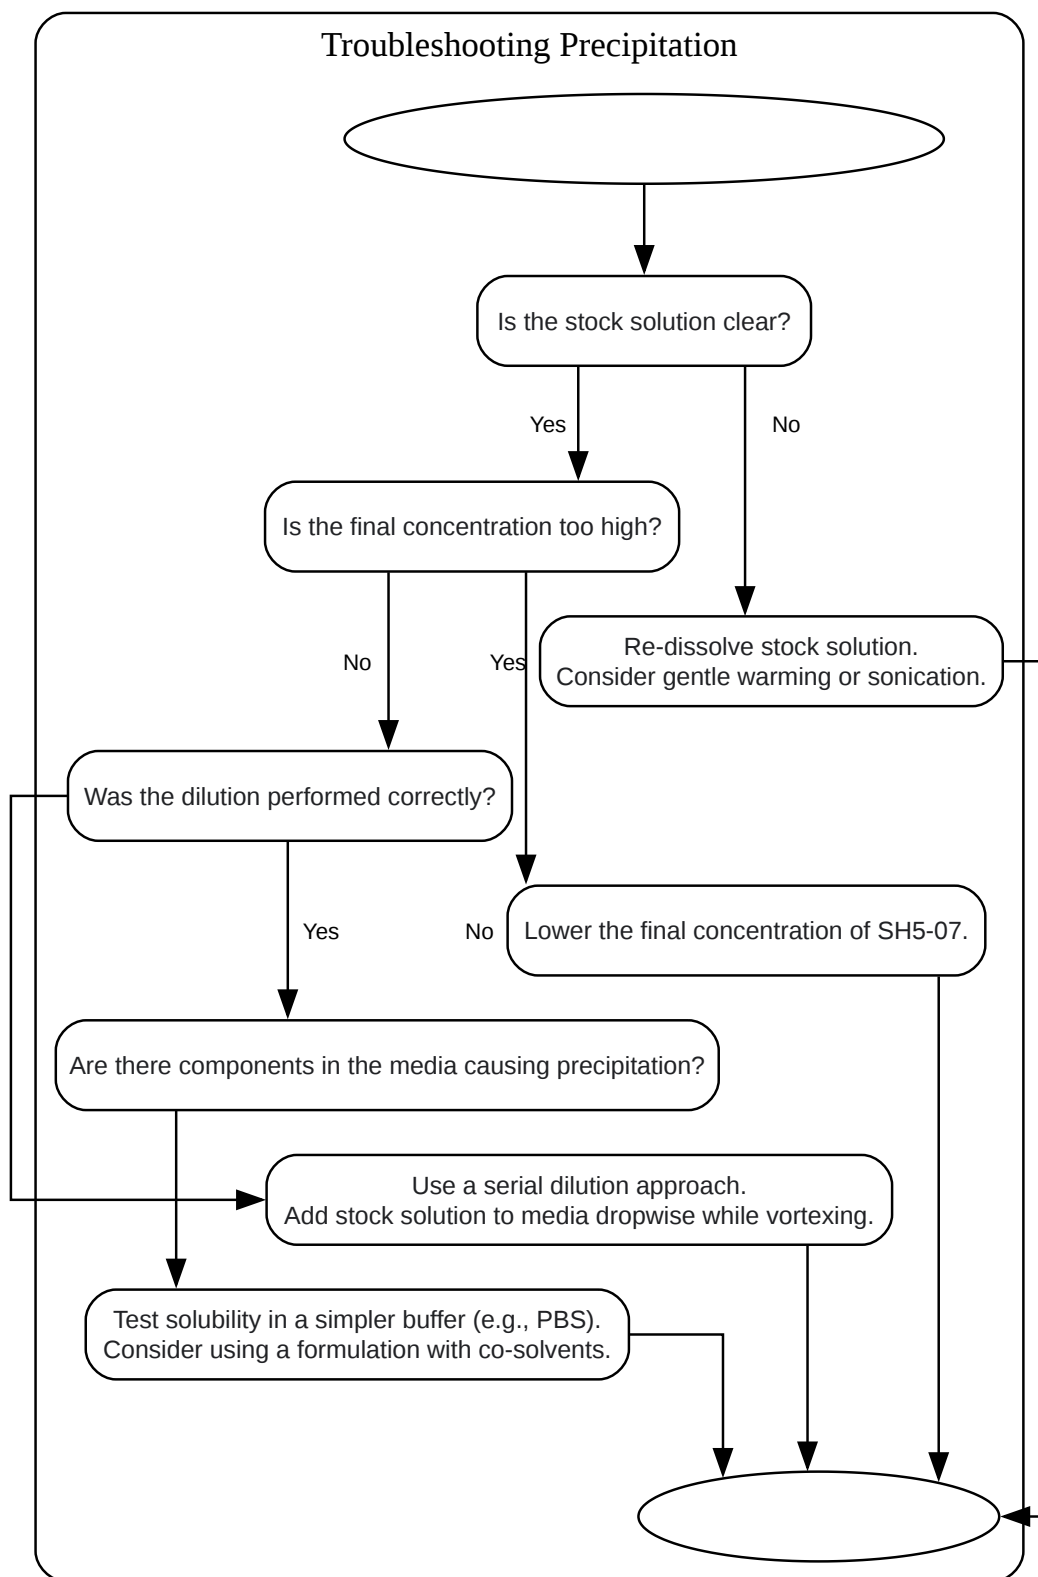 Troubleshooting Precipitation
Is the stock solution clear?
Yes
No
Is the final concentration too high?
No
Yes
Re-dissolve stock solution.
Consider gentle warming or sonication.
Was the dilution performed correctly?
Yes
No
Lower the final concentration of SH5-07.
Are there components in the media causing precipitation?
Use a serial dilution approach.
Add stock solution to media dropwise while vortexing.
Test solubility in a simpler buffer (e.g., PBS).
Consider using a formulation with co-solvents.